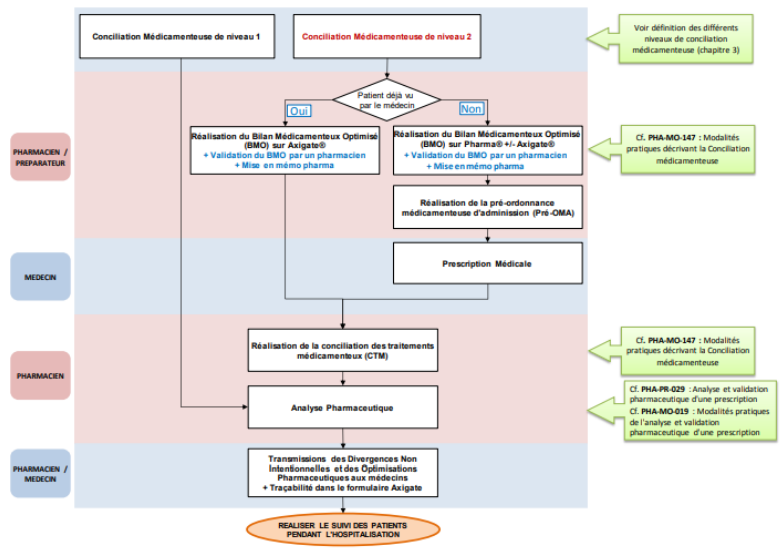 Conciliation Médicamenteuse de niveau 1
Conciliation Médicamenteuse de niveau 2
Voir définition des différents
niveaux de conciliation
médicamenteuse (chapitre 3)
Patient déjà vu
par le médecin
Oui
Non
PHARMACIEN /
PREPARATEUR
Réalisation du Bilan Médicamenteux Optimisé
(BMO) sur Axigate®
+ Validation du BMO par un pharmacien
+ Mise en mémo pharma
Réalisation du Bilan Médicamenteux Optimisé
(BMO) sur Pharma® +/- Axigate®
+ Validation du BMO par un pharmacien
+ Mise en mémo pharma
Cf. PHA-MO-147 : Modalités
pratiques décrivant la Conciliation
médicamenteuse
Réalisation de la pré-ordonnance
médicamenteuse d'admission (Pré-OMA)
MEDECIN
Prescription Médicale
PHARMACIEN
Réalisation de la conciliation des traitements
médicamenteux (CTM)
Cf. PHA-MO-147 : Modalités
pratiques décrivant la Conciliation
médicamenteuse
Analyse Pharmaceutique
Cf. PHA-PR-029 : Analyse et validation
pharmaceutique d'une prescription
Cf. PHA-MO-019 : Modalités pratiques
de l'analyse et validation
pharmaceutique d'une prescription
PHARMACIEN /
MEDECIN
Transmissions des Divergences Non
Intentionnelles et des Optimisations
Pharmaceutiques aux médecins
+ Traçabilité dans le formulaire Axigate
REALISER LE SUIVI DES PATIENTS
PENDANT L'HOSPITALISATION